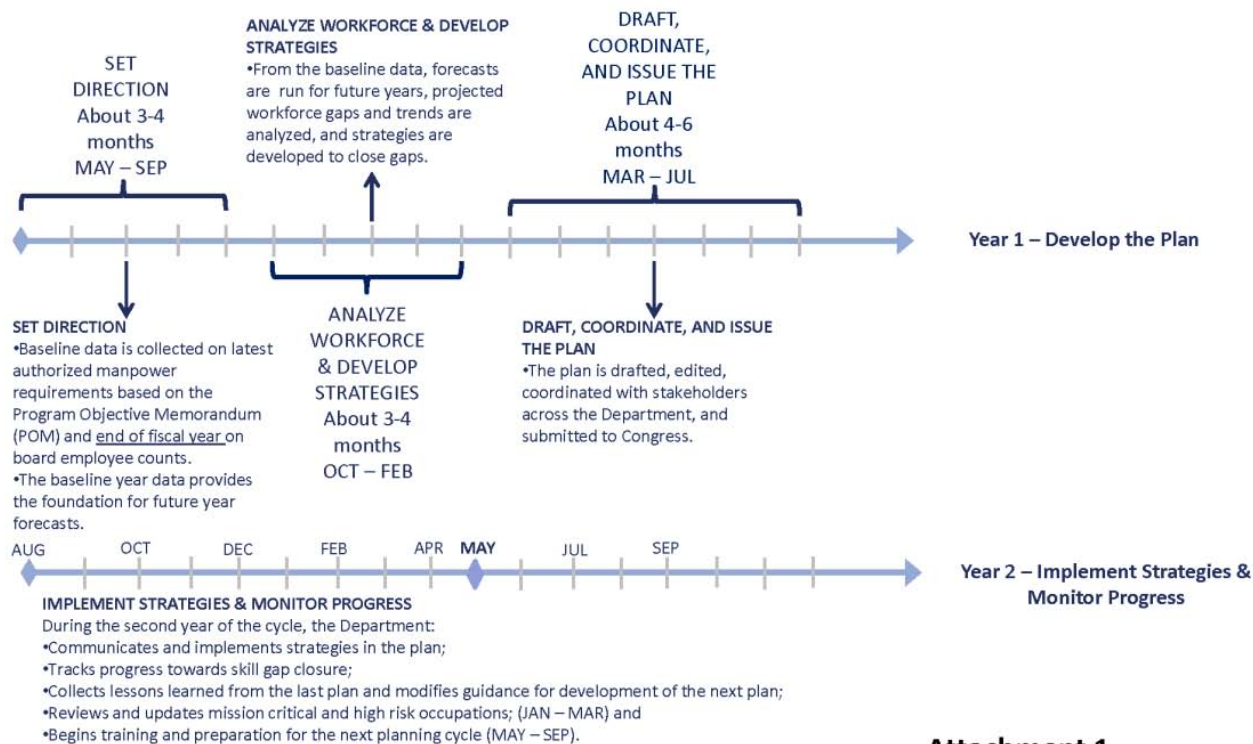 SET
DIRECTION
About 3-4
months
MAY – SEP
ANALYZE WORKFORCE & DEVELOP
STRATEGIES
•From the baseline data, forecasts
are run for future years, projected
workforce gaps and trends are
analyzed, and strategies are
developed to close gaps.
DRAFT,
COORDINATE,
AND ISSUE THE
PLAN
About 4-6
months
MAR – JUL
Year 1 – Develop the Plan
SET DIRECTION
•Baseline data is collected on latest
authorized manpower
requirements based on the
Program Objective Memorandum
(POM) and end of fiscal year on
board employee counts.
•The baseline year data provides
the foundation for future year
forecasts.
ANALYZE
WORKFORCE
& DEVELOP
STRATEGIES
About 3-4
months
OCT – FEB
DRAFT, COORDINATE, AND ISSUE
THE PLAN
•The plan is drafted, edited,
coordinated with stakeholders
across the Department, and
submitted to Congress.
AUG OCT DEC FEB APR MAY JUL SEP
Year 2 – Implement Strategies &
Monitor Progress
IMPLEMENT STRATEGIES & MONITOR PROGRESS
During the second year of the cycle, the Department:
•Communicates and implements strategies in the plan;
•Tracks progress towards skill gap closure;
•Collects lessons learned from the last plan and modifies guidance for development of the next plan;
•Reviews and updates mission critical and high risk occupations; (JAN – MAR) and
•Begins training and preparation for the next planning cycle (MAY – SEP).
Attachment 1